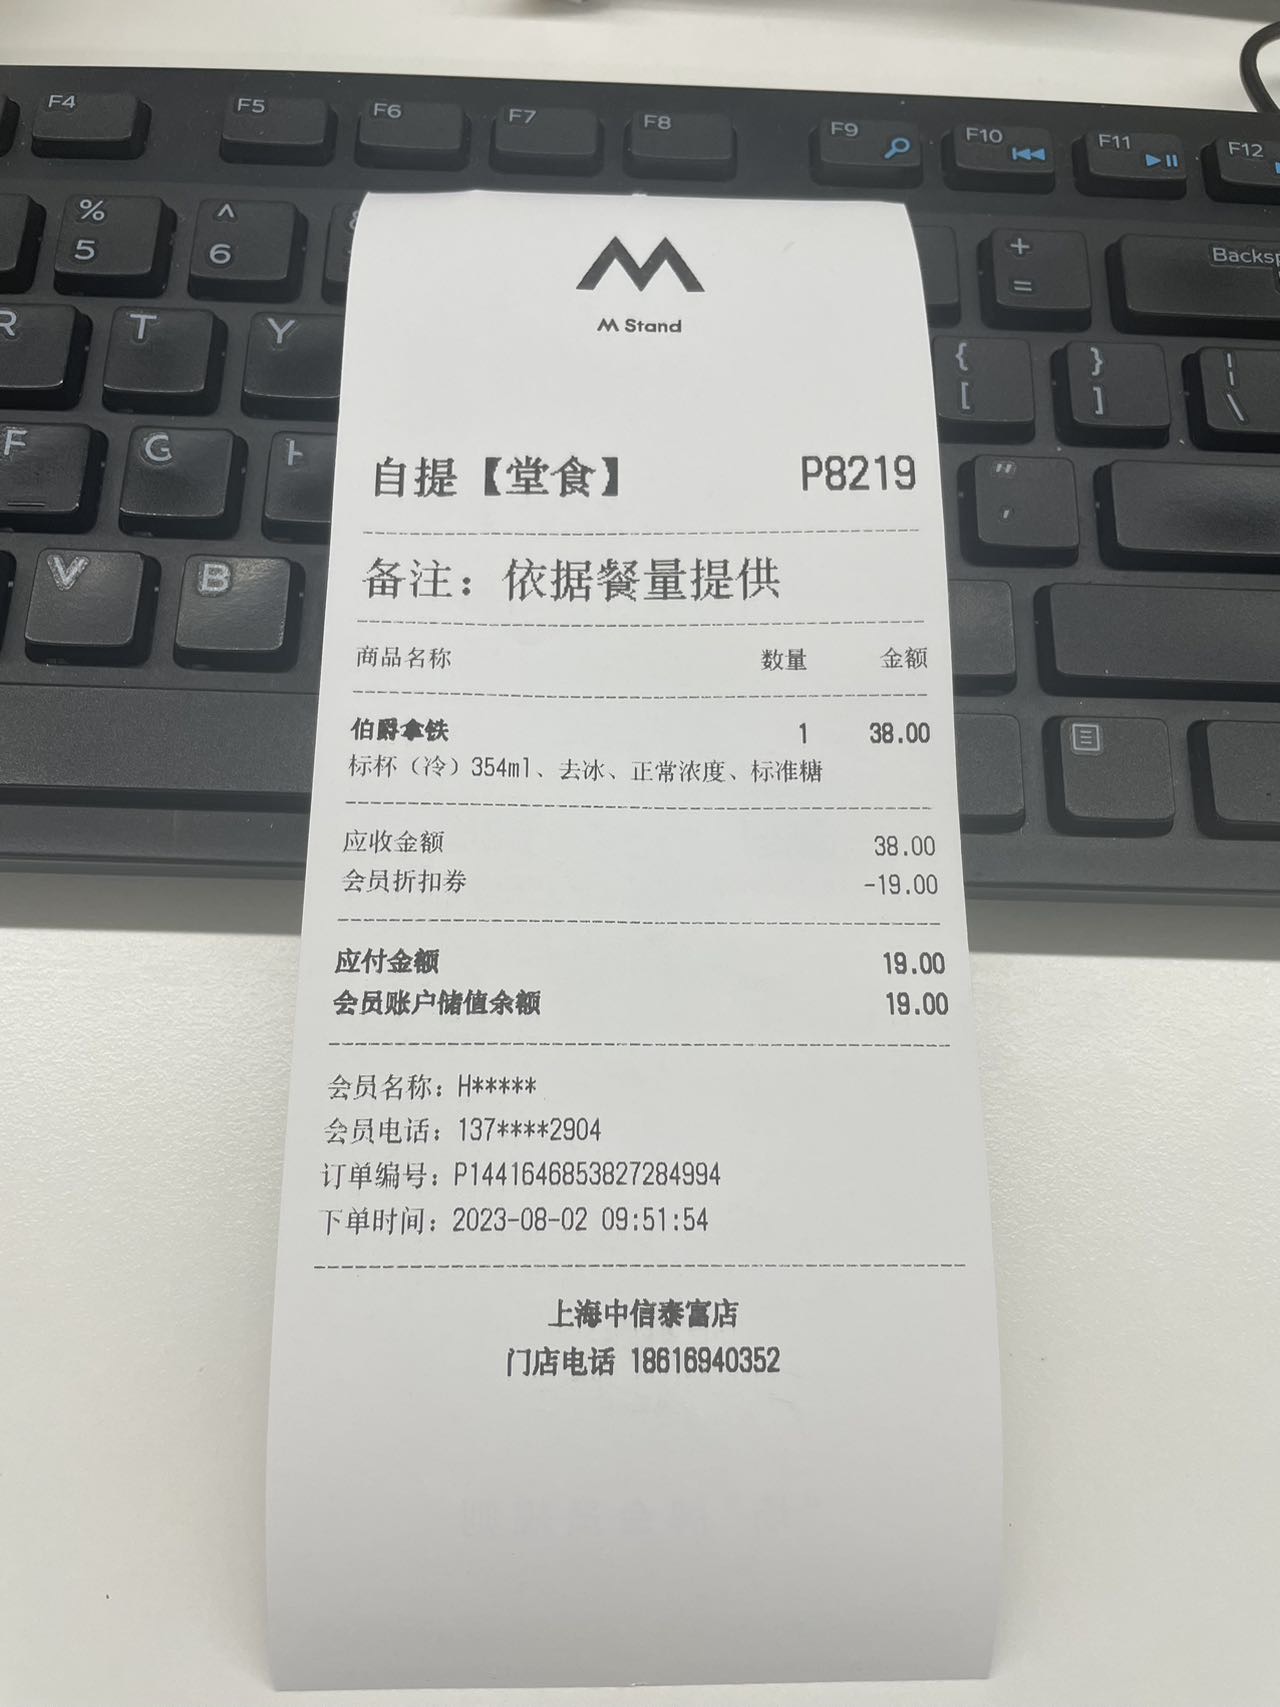 F4 F5 F6 F7 F8 F9 F10 F11 F12
% ^ +
5 6 = Backsp
R T Y { }
[ ] \
F G "
'
V B
M Stand
自提【堂食】 P8219
备注：依据餐量提供
商品名称 数量 金额
伯爵拿铁 1 38.00
标杯（冷）354ml、去冰、正常浓度、标准糖
应收金额 38.00
会员折扣券 -19.00
应付金额 19.00
会员账户储值余额 19.00
会员名称：H*****
会员电话：137****2904
订单编号：P1441646853827284994
下单时间：2023-08-02 09:51:54
上海中信泰富店
门店电话 18616940352